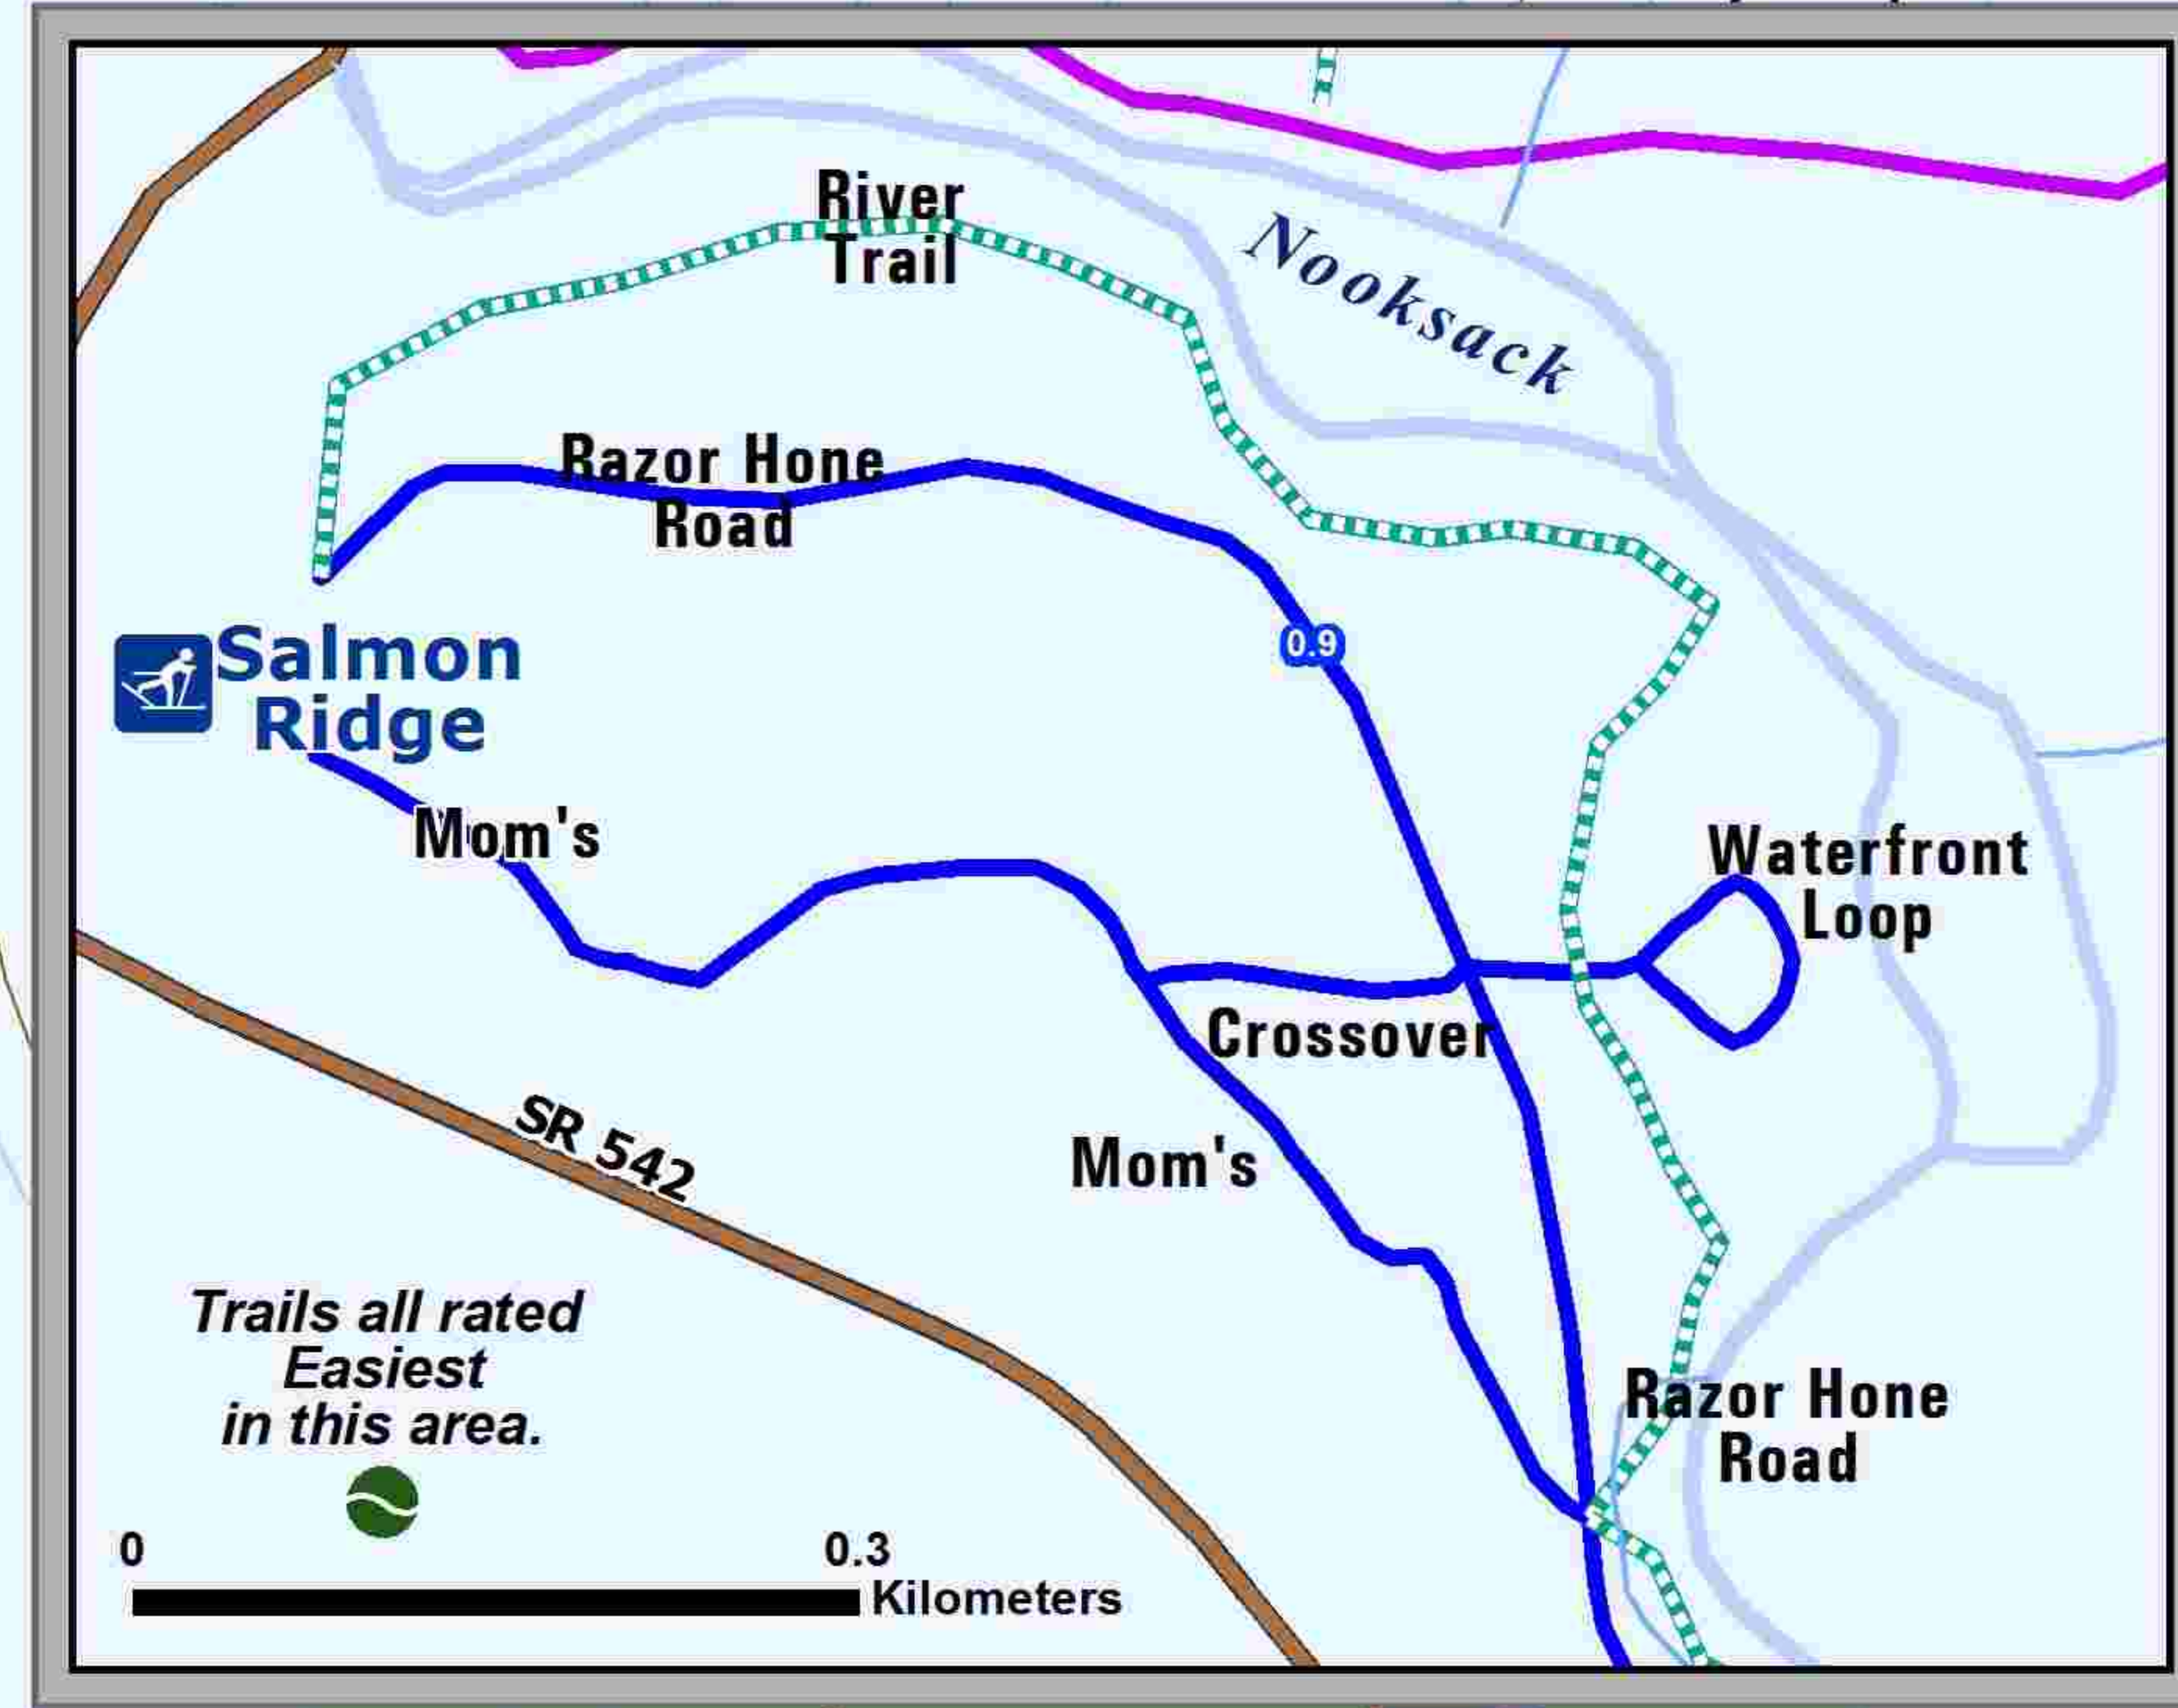 River
Trail
Nooksack
Razor Hone
Road
0.9
Salmon
Ridge
Mom's
Waterfront
Loop
Crossover
SR 542
Mom's
Trails all rated
Easiest
in this area.
Razor Hone
Road
0 0.3
Kilometers